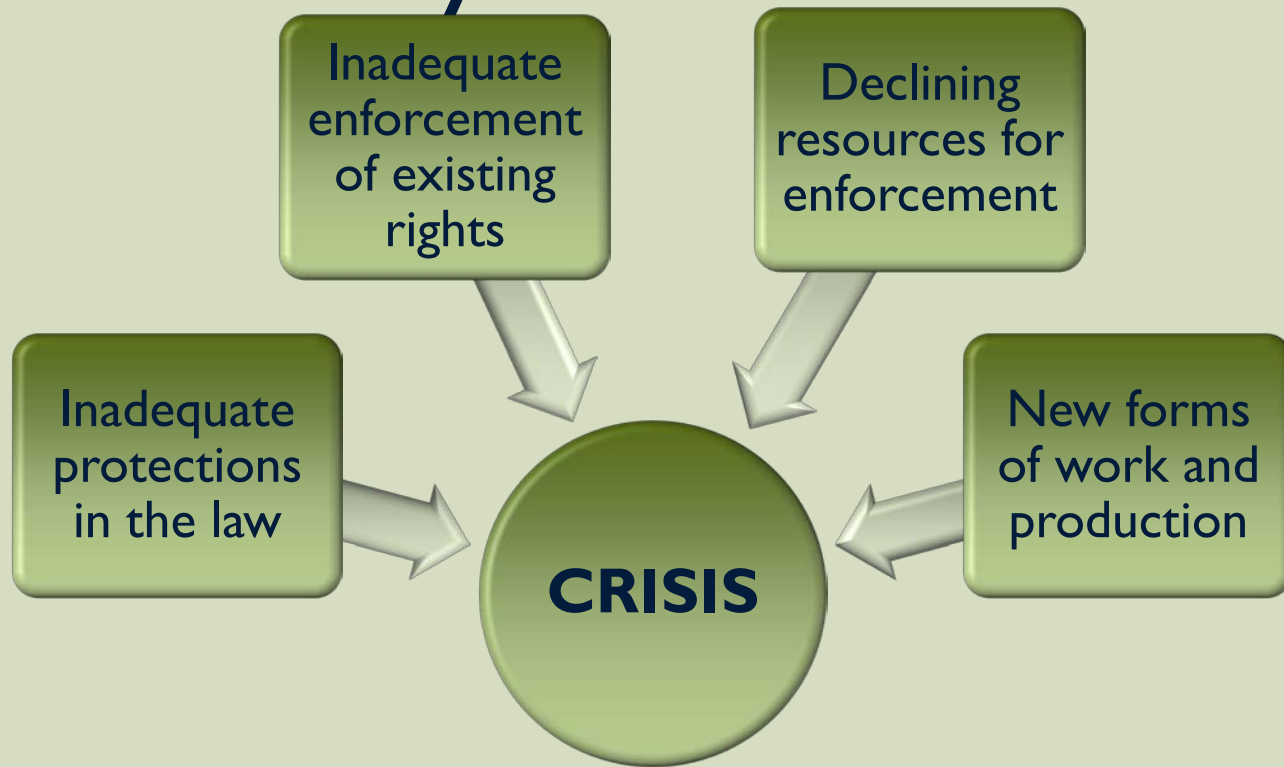 Inadequate
enforcement
of existing
rights
Declining
resources for
enforcement
Inadequate
protections
in the law
New forms
of work and
production
CRISIS